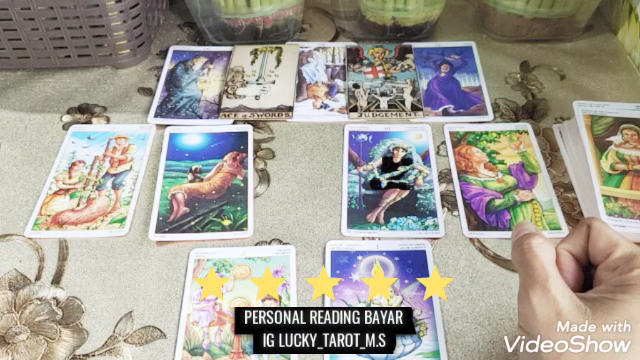 ACE of SWORDS.
JUDGEMENT.
PERSONAL READING BAYAR
IG LUCKY_TAROT_M.S
Made with
VideoShow